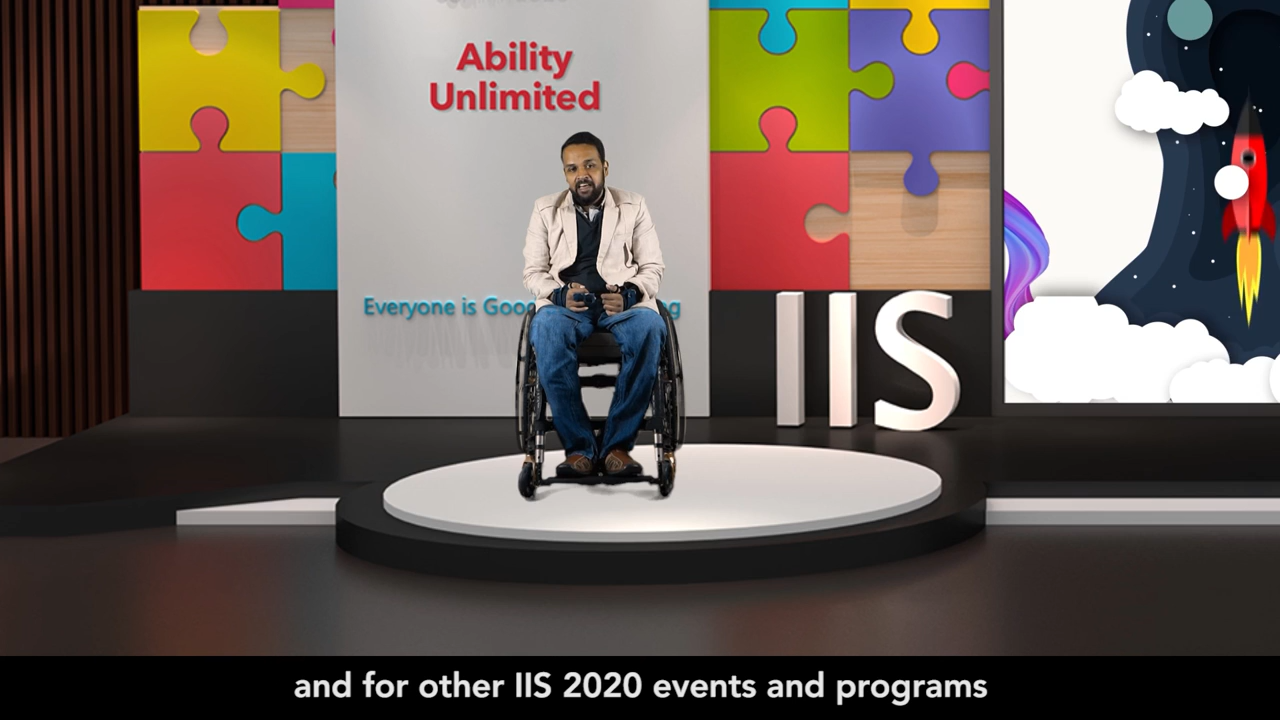 Ability
Unlimited
Everyone is
IIS
and for other IIS 2020 events and programs